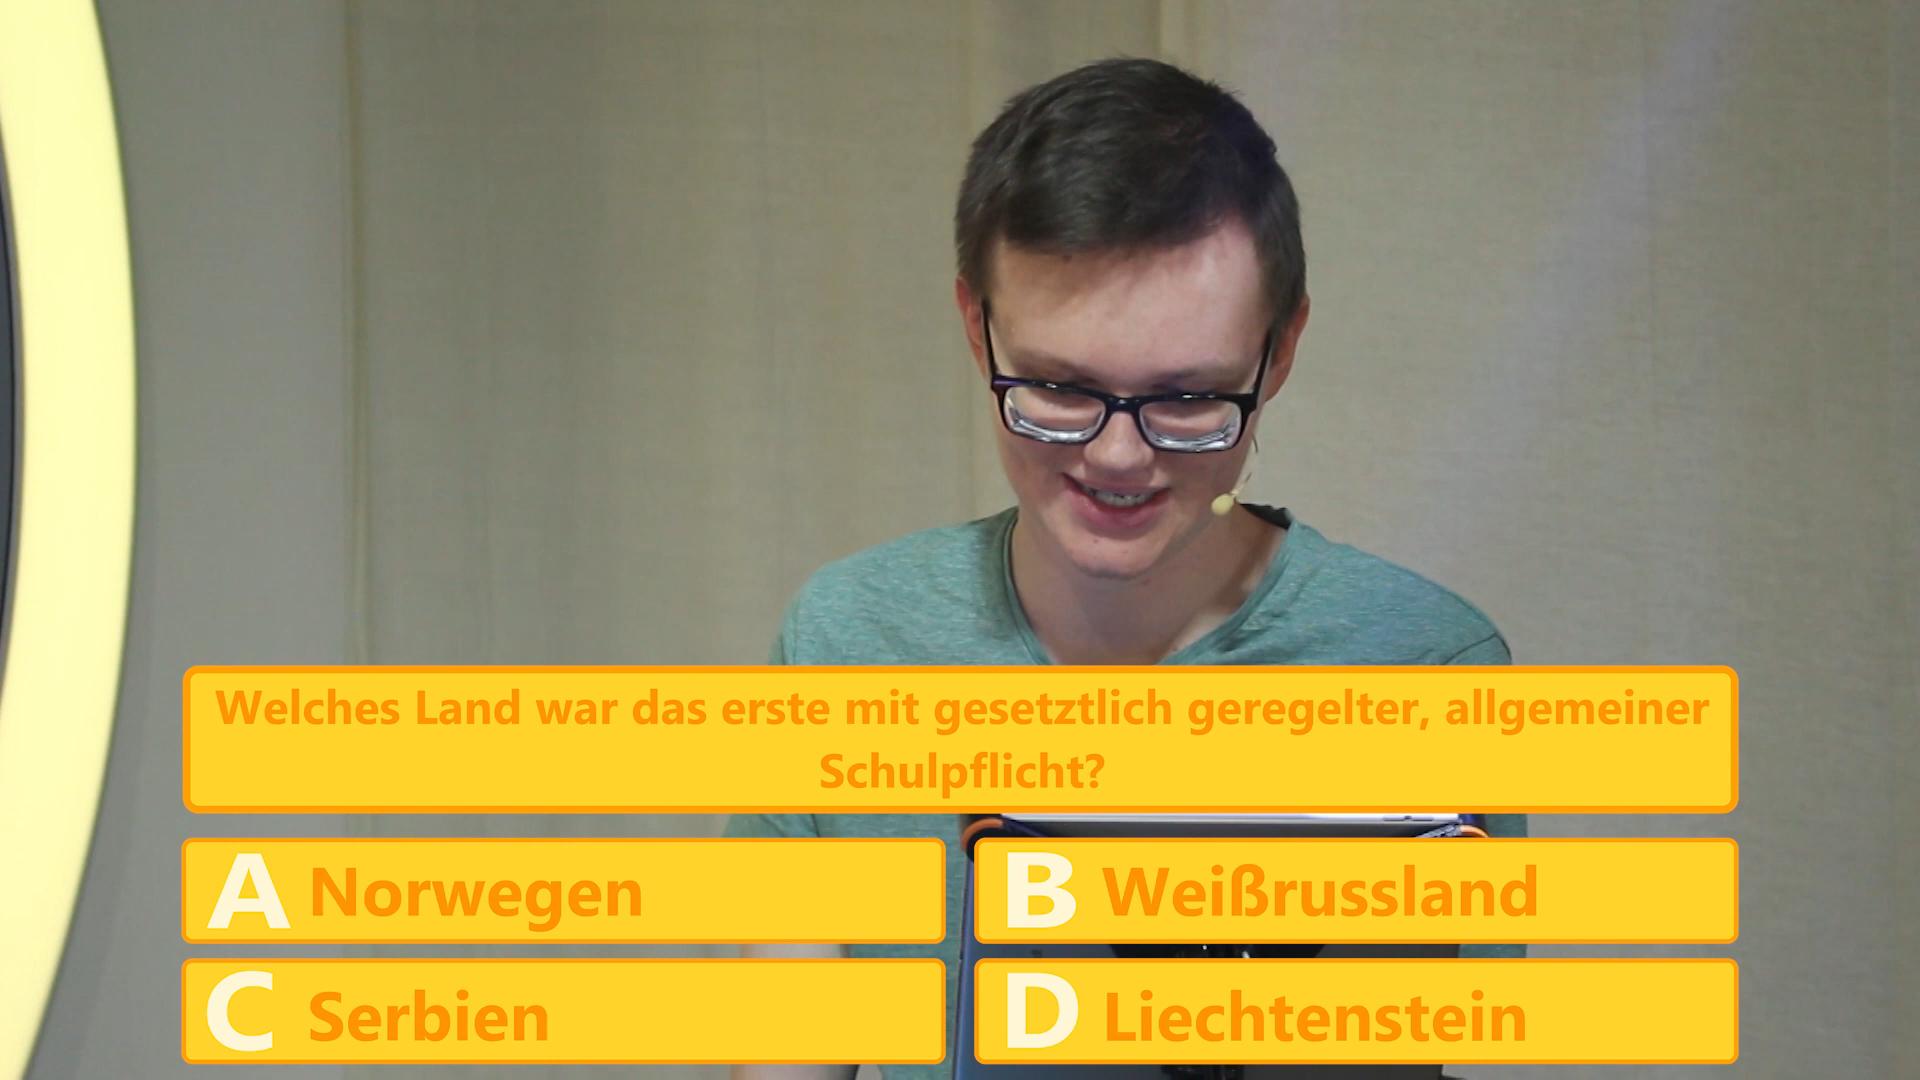 Welches Land war das erste mit gesetztlich geregelter, allgemeiner
Schulpflicht?
A Norwegen
B Weißrussland
C Serbien
D Liechtenstein